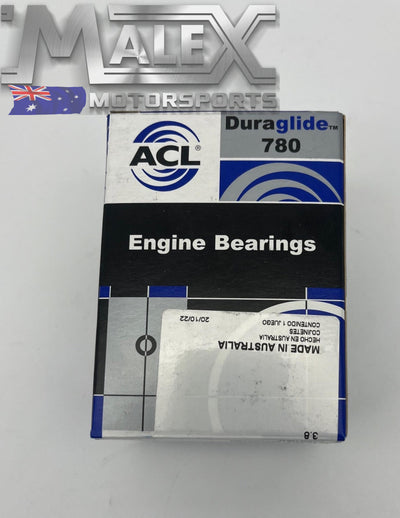 MALEX
MOTORSPORTS
ACL®
Duraglide™
780
Engine Bearings
MADE IN AUSTRALIA
HECHO EN AUSTRALIA
COJINETES
CONTENIDO 1 JUEGO
20/10/22
3.8